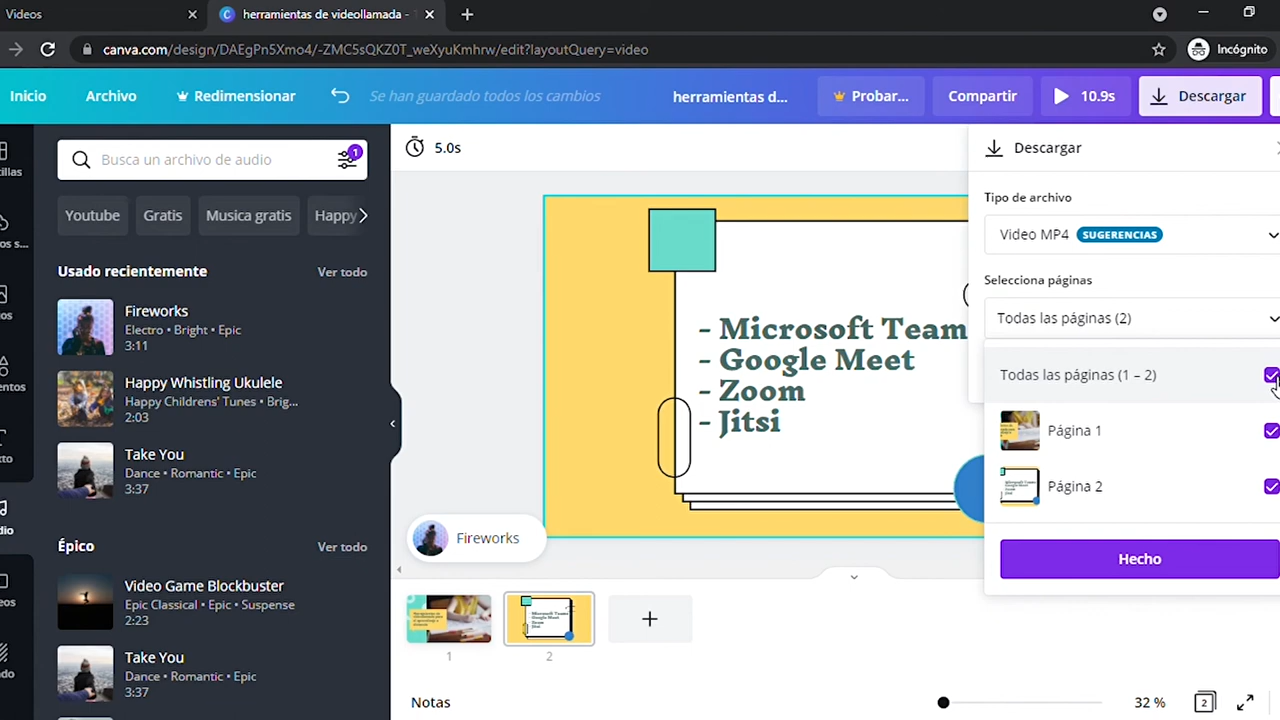 Videos
herramientas de videollamada -
canva.com/design/DAEgPn5Xmo4/-ZMC5sQKZ0T_weXyuKmhrw/edit?layoutQuery=video
Incógnito
Inicio
Archivo
Redimensionar
Se han guardado todos los cambios
herramientas d...
Probar...
Compartir
10.9s
Descargar
Busca un archivo de audio
1
Youtube
Gratis
Musica gratis
Happy
Usado recientemente
Ver todo
Fireworks
Electro • Bright • Epic
3:11
Happy Whistling Ukulele
Happy Childrens' Tunes • Brig...
2:03
Take You
Dance • Romantic • Epic
3:37
Épico
Ver todo
Video Game Blockbuster
Epic Classical • Epic • Suspense
2:23
Take You
Dance • Romantic • Epic
3:37
5.0s
- Microsoft Team
- Google Meet
- Zoom
- Jitsi
Fireworks
Descargar
Tipo de archivo
Video MP4 SUGERENCIAS
Selecciona páginas
Todas las páginas (2)
Todas las páginas (1 – 2)
Página 1
Página 2
Hecho
1
2
Notas
32 %
2